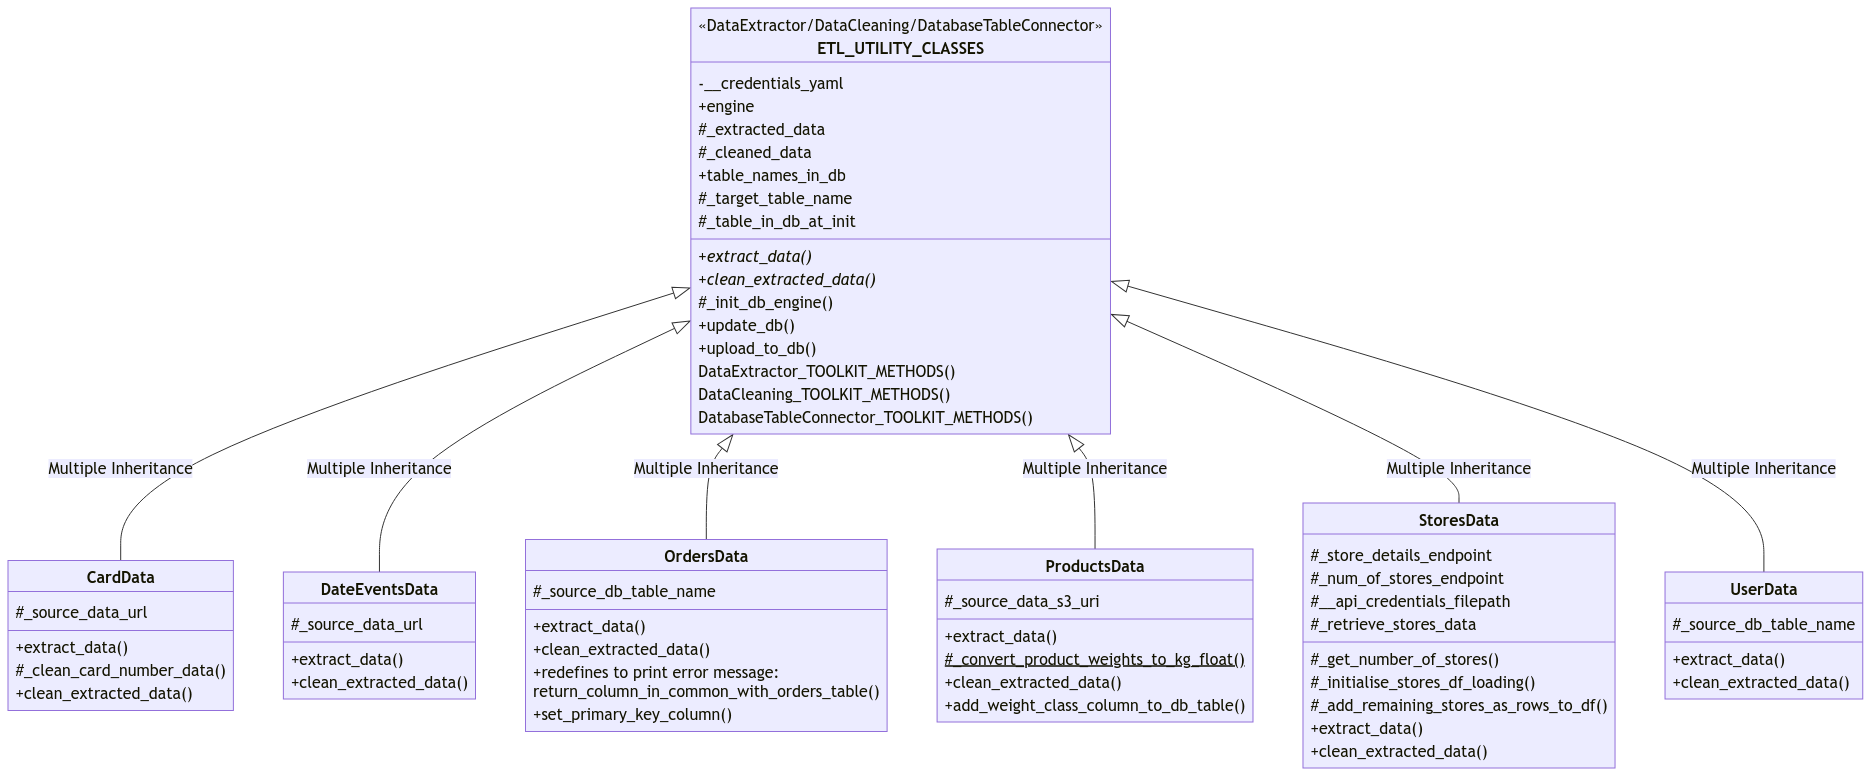 «DataExtractor/DataCleaning/DatabaseTableConnector»
ETL_UTILITY_CLASSES
-__credentials_yaml
+engine
#_extracted_data
#_cleaned_data
+table_names_in_db
#_target_table_name
#_table_in_db_at_init
+extract_data()
+clean_extracted_data()
#_init_db_engine()
+update_db()
+upload_to_db()
DataExtractor_TOOLKIT_METHODS()
DataCleaning_TOOLKIT_METHODS()
DatabaseTableConnector_TOOLKIT_METHODS()
Multiple Inheritance
Multiple Inheritance
Multiple Inheritance
Multiple Inheritance
Multiple Inheritance
Multiple Inheritance
CardData
#_source_data_url
+extract_data()
#_clean_card_number_data()
+clean_extracted_data()
DateEventsData
#_source_data_url
+extract_data()
+clean_extracted_data()
OrdersData
#_source_db_table_name
+extract_data()
+clean_extracted_data()
+redefines to print error message:
return_column_in_common_with_orders_table()
+set_primary_key_column()
ProductsData
#_source_data_s3_uri
+extract_data()
#_convert_product_weights_to_kg_float()
+clean_extracted_data()
+add_weight_class_column_to_db_table()
StoresData
#_store_details_endpoint
#_num_of_stores_endpoint
#__api_credentials_filepath
#_retrieve_stores_data
#_get_number_of_stores()
#_initialise_stores_df_loading()
#_add_remaining_stores_as_rows_to_df()
+extract_data()
+clean_extracted_data()
UserData
#_source_db_table_name
+extract_data()
+clean_extracted_data()